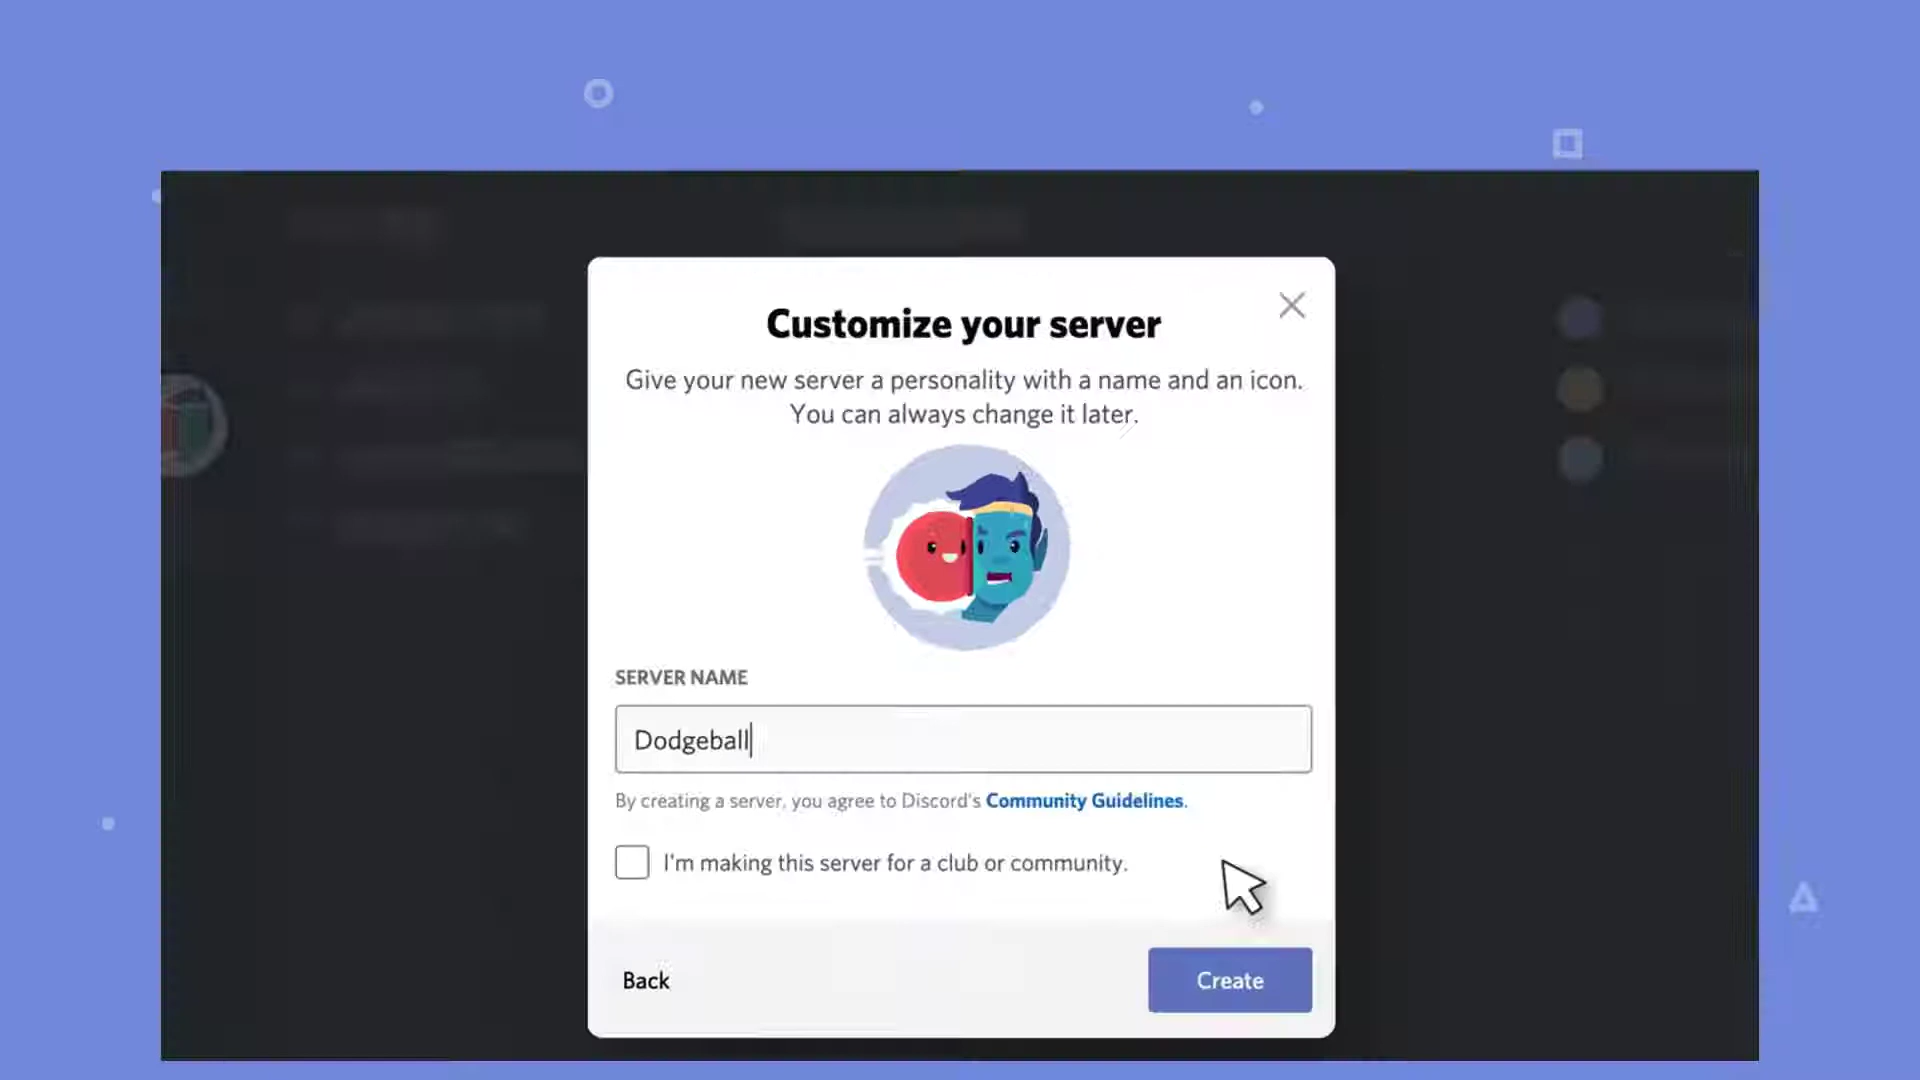 Customize your server
Give your new server a personality with a name and an icon.
You can always change it later.
SERVER NAME
Dodgeball
By creating a server, you agree to Discord's Community Guidelines.
I'm making this server for a club or community.
Back
Create